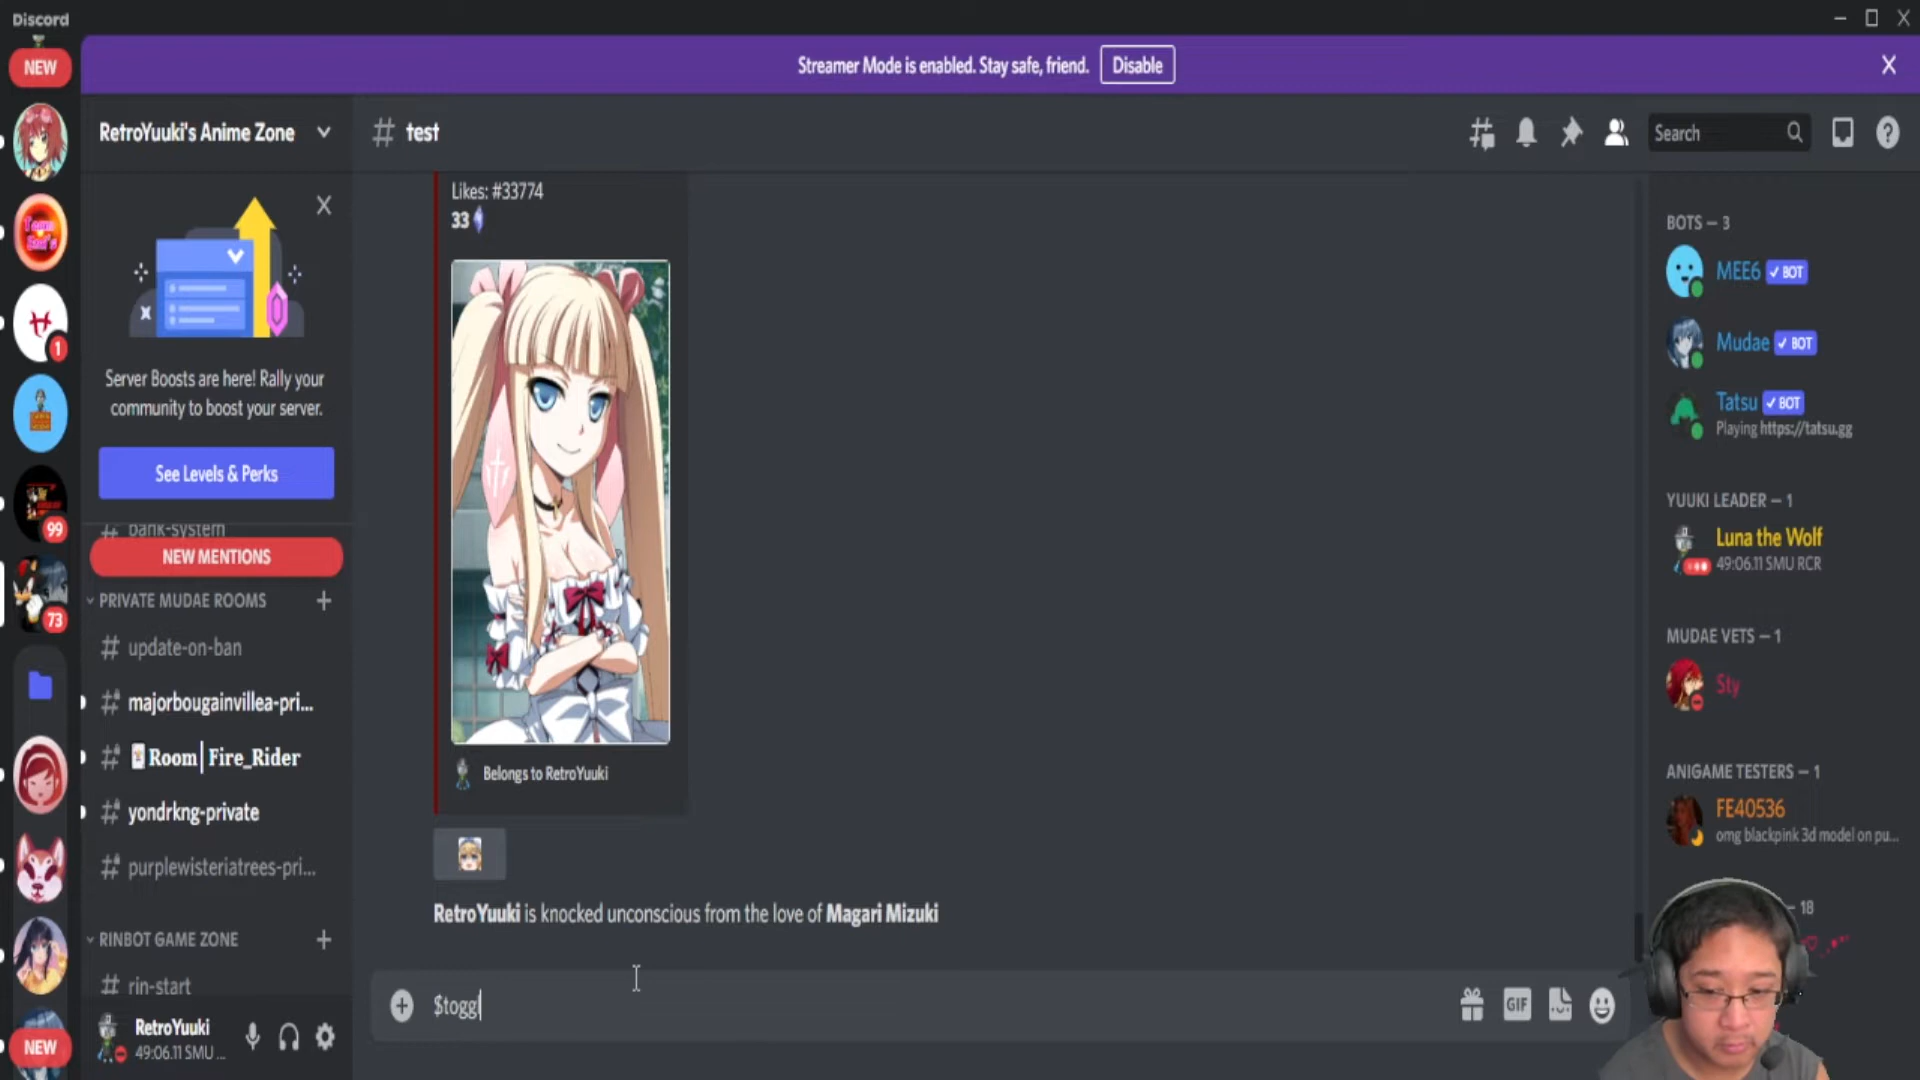 Discord
NEW
Streamer Mode is enabled. Stay safe, friend.
Disable
RetroYuuki's Anime Zone
# test
Search
Server Boosts are here! Rally your
community to boost your server.
See Levels & Perks
bank-system
NEW MENTIONS
PRIVATE MUDAE ROOMS
update-on-ban
majorbougainvillea-pri...
Room| Fire_Rider
yondrkng-private
purplewisteriatrees-pri...
RINBOT GAME ZONE
rin-start
1
99
73
NEW
RetroYuuki
49:06.11 SMU ...
Likes: #33774
33
Belongs to RetroYuuki
RetroYuuki is knocked unconscious from the love of Magari Mizuki
$toggl
GIF
BOTS — 3
MEE6 ✓ BOT
Mudae ✓ BOT
Tatsu ✓ BOT
Playing https://tatsu.gg
YUUKI LEADER — 1
Luna the Wolf
49:06.11 SMU RCR
MUDAE VETS — 1
Sty
ANIGAME TESTERS — 1
FE40536
omg blackpink 3d model on pu...
— 18